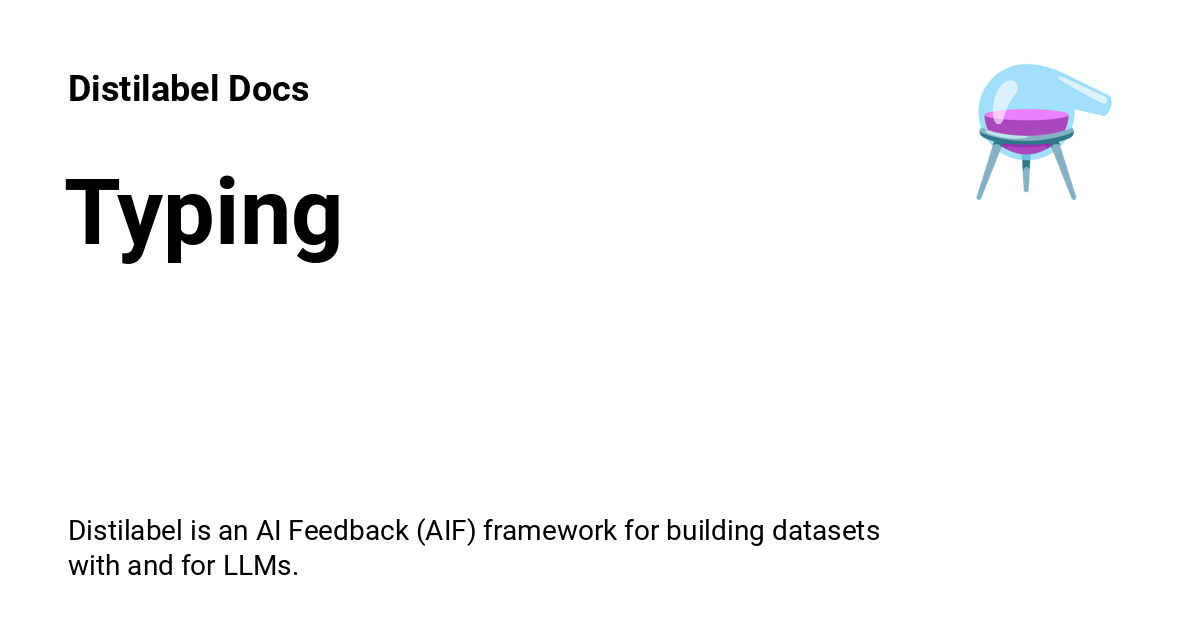 Distilabel Docs
Typing
Distilabel is an AI Feedback (AIF) framework for building datasets
with and for LLMs.